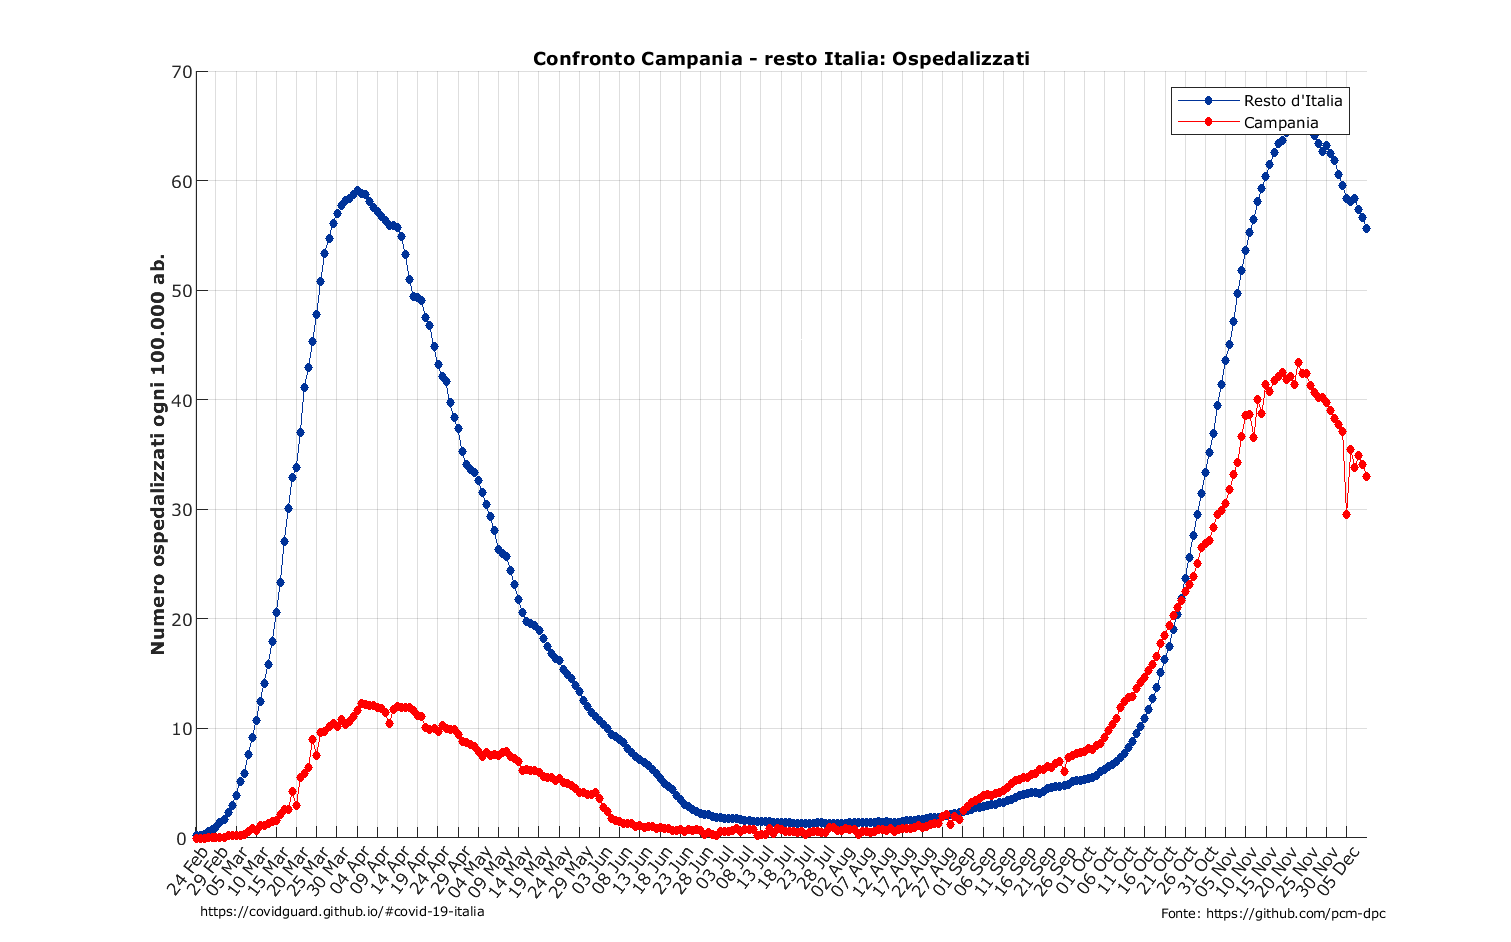 Confronto Campania - resto Italia: Ospedalizzati
Resto d'Italia
Campania
Numero ospedalizzati ogni 100.000 ab.
70
60
50
40
30
20
10
0
24 Feb
29 Feb
05 Mar
10 Mar
15 Mar
20 Mar
25 Mar
30 Mar
04 Apr
09 Apr
14 Apr
19 Apr
24 Apr
29 Apr
04 May
09 May
14 May
19 May
24 May
29 May
03 Jun
08 Jun
13 Jun
18 Jun
23 Jun
28 Jun
03 Jul
08 Jul
13 Jul
18 Jul
23 Jul
28 Jul
02 Aug
07 Aug
12 Aug
17 Aug
22 Aug
27 Aug
01 Sep
06 Sep
11 Sep
16 Sep
21 Sep
26 Sep
01 Oct
06 Oct
11 Oct
16 Oct
21 Oct
26 Oct
31 Oct
05 Nov
10 Nov
15 Nov
20 Nov
25 Nov
30 Nov
05 Dec
https://covidguard.github.io/#covid-19-italia
Fonte: https://github.com/pcm-dpc